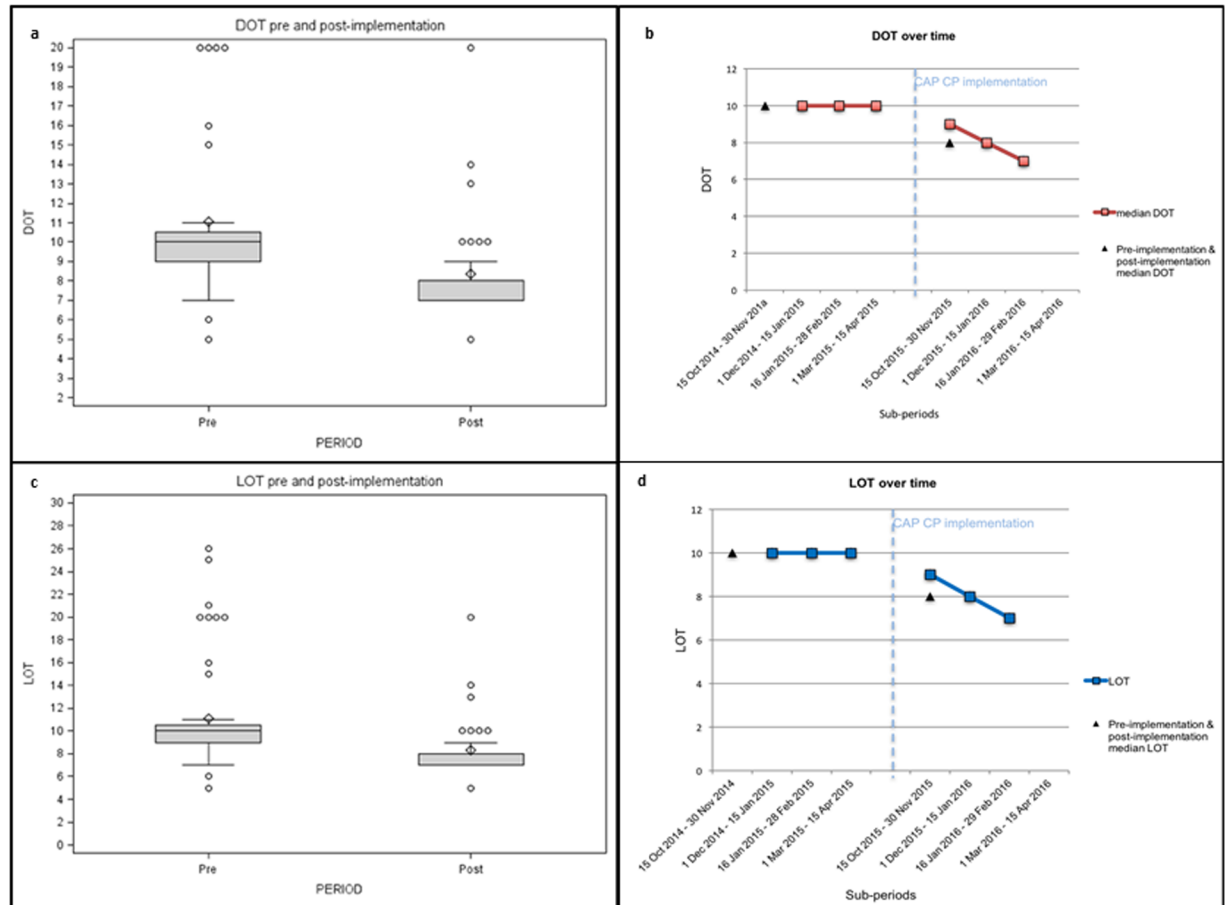 a
DOT pre and post-implementation
20
19
18
17
16
15
14
13
12
11
10
9
8
7
6
5
4
3
2
DOT
Pre
Post
PERIOD
b
DOT over time
CAP CP implementation
12
10
8
6
4
2
0
DOT
15 Oct 2014 - 30 Nov 201a
1 Dec 2014 - 15 Jan 2015
16 Jan 2015 - 28 Feb 2015
1 Mar 2015 - 15 Apr 2015
15 Oct 2015 - 30 Nov 2015
1 Dec 2015 - 15 Jan 2016
16 Jan 2016 - 29 Feb 2016
1 Mar 2016 - 15 Apr 2016
Sub-periods
median DOT
Pre-implementation &
post-implementation
median DOT
c
LOT pre and post-implementation
30
28
26
24
22
20
18
16
14
12
10
8
6
4
2
0
LOT
Pre
Post
PERIOD
d
LOT over time
CAP CP implementation
12
10
8
6
4
2
0
LOT
15 Oct 2014 - 30 Nov 2014
1 Dec 2014 - 15 Jan 2015
16 Jan 2015 - 28 Feb 2015
1 Mar 2015 - 15 Apr 2015
15 Oct 2015 - 30 Nov 2015
1 Dec 2015 - 15 Jan 2016
16 Jan 2016 - 29 Feb 2016
1 Mar 2016 - 15 Apr 2016
Sub-periods
LOT
Pre-implementation &
post-implementation
median LOT